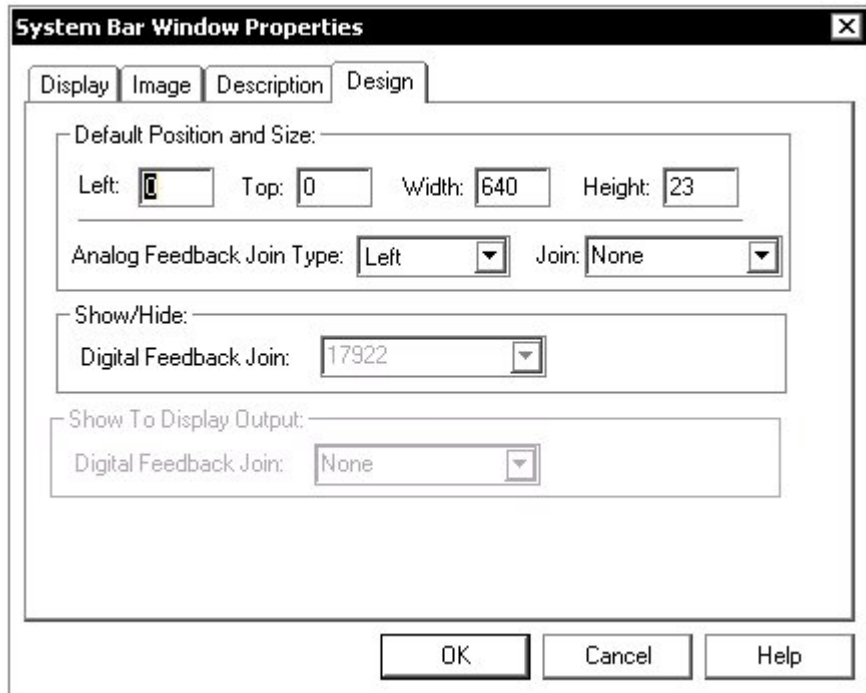 System Bar Window Properties
Display Image Description Design
Default Position and Size:
Left: 0 Top: 0 Width: 640 Height: 23
Analog Feedback Join Type: Left Join: None
Show/Hide:
Digital Feedback Join: 17922
Show To Display Output:
Digital Feedback Join: None
OK Cancel Help